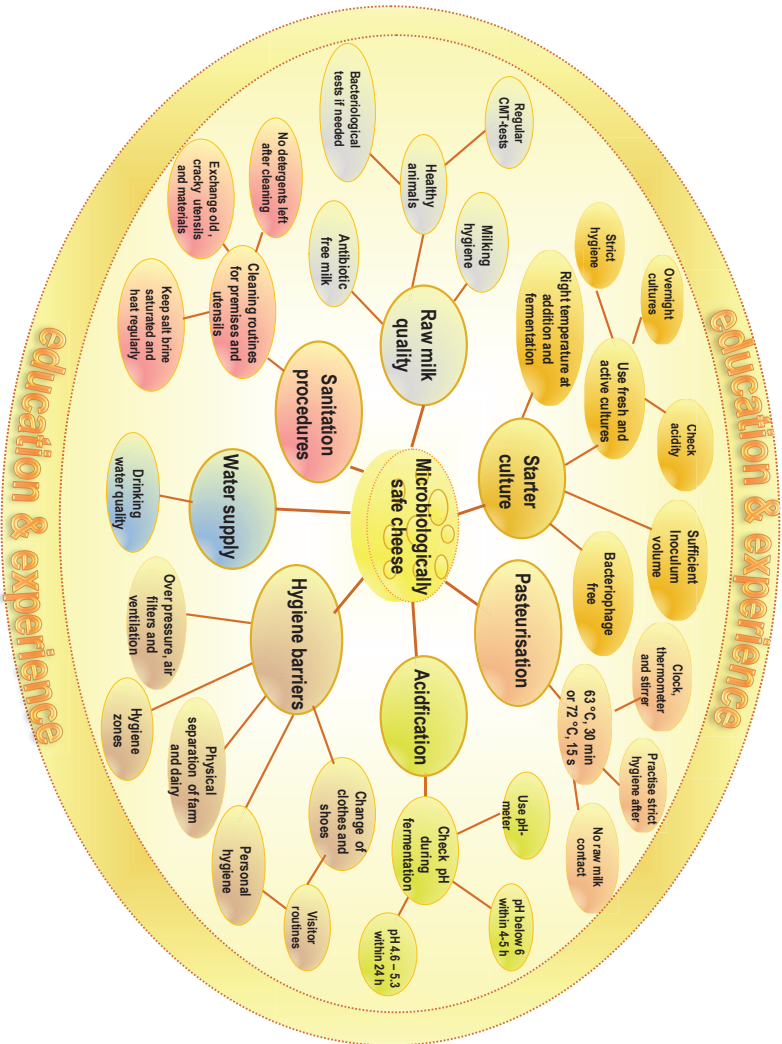 education & experience
Overnight
cultures
Check
acidity
Sufficient
Inoculum
volume
Clock,
thermometer
and stirrer
Practise strict
hygiene after
Strict
hygiene
Use fresh and
active cultures
Bacteriophage
free
63 °C, 30 min
or 72 °C, 15 s
No raw milk
contact
Right temperature at
addition and
fermentation
Starter
culture
Pasteurisation
Regular
CMT-tests
Milking
hygiene
Use pH-
meter
pH below 6
within 4-5 h
Healthy
animals
Raw milk
quality
Microbiologically
safe cheese
Acidfication
Check pH
during
fermentation
pH 4.6 – 5.3
within 24 h
Bacteriological
tests if needed
Antibiotic
free milk
Sanitation
procedures
Hygiene barriers
Change of
clothes and
shoes
Visitor
routines
No detergents left
after cleaning
Cleaning routines
for premises and
utensils
Water supply
Personal
hygiene
Exchange old ,
cracky utensils
and materials
Physical
separation of farm
and dairy
Keep salt brine
saturated and
heat regularly
Drinking
water quality
Over pressure, air
filters and
ventilation
Hygiene
zones
education & experience